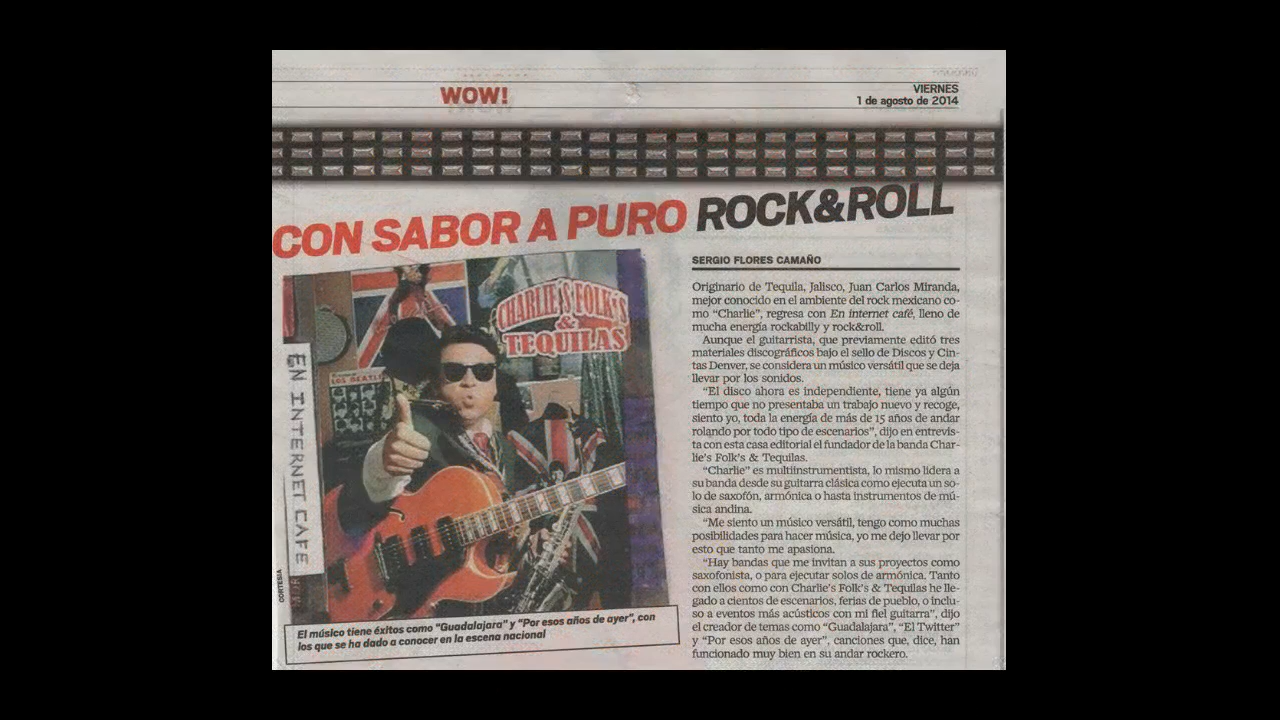 WOW!
VIERNES
1 de agosto de 2014
CON SABOR A PURO ROCK&ROLL
CHARLIE'S FOLK'S
&
TEQUILAS
LOS BEATLES
EN INTERNET CAFE
CORTESÍA
El músico tiene éxitos como "Guadalajara" y "Por esos años de ayer", con
los que se ha dado a conocer en la escena nacional
SERGIO FLORES CAMAÑO
Originario de Tequila, Jalisco, Juan Carlos Miranda,
mejor conocido en el ambiente del rock mexicano co-
mo "Charlie", regresa con En internet café, lleno de
mucha energía rockabilly y rock&roll.
Aunque el guitarrista, que previamente editó tres
materiales discográficos bajo el sello de Discos y Cin-
tas Denver, se considera un músico versátil que se deja
llevar por los sonidos.
"El disco ahora es independiente, tiene ya algún
tiempo que no presentaba un trabajo nuevo y recoge,
siento yo, toda la energía de más de 15 años de andar
rolando por todo tipo de escenarios", dijo en entrevis-
ta con esta casa editorial el fundador de la banda Char-
lie's Folk's & Tequilas.
"Charlie" es multiinstrumentista, lo mismo lidera a
su banda desde su guitarra clásica como ejecuta un so-
lo de saxofón, armónica o hasta instrumentos de mú-
sica andina.
"Me siento un músico versátil, tengo como muchas
posibilidades para hacer música, yo me dejo llevar por
esto que tanto me apasiona.
"Hay bandas que me invitan a sus proyectos como
saxofonista, o para ejecutar solos de armónica. Tanto
con ellos como con Charlie's Folk's & Tequilas he lle-
gado a cientos de escenarios, ferias de pueblo, o inclu-
so a eventos más acústicos con mi fiel guitarra", dijo
el creador de temas como "Guadalajara", "El Twitter"
y "Por esos años de ayer", canciones que, dice, han
funcionado muy bien en su andar rockero.